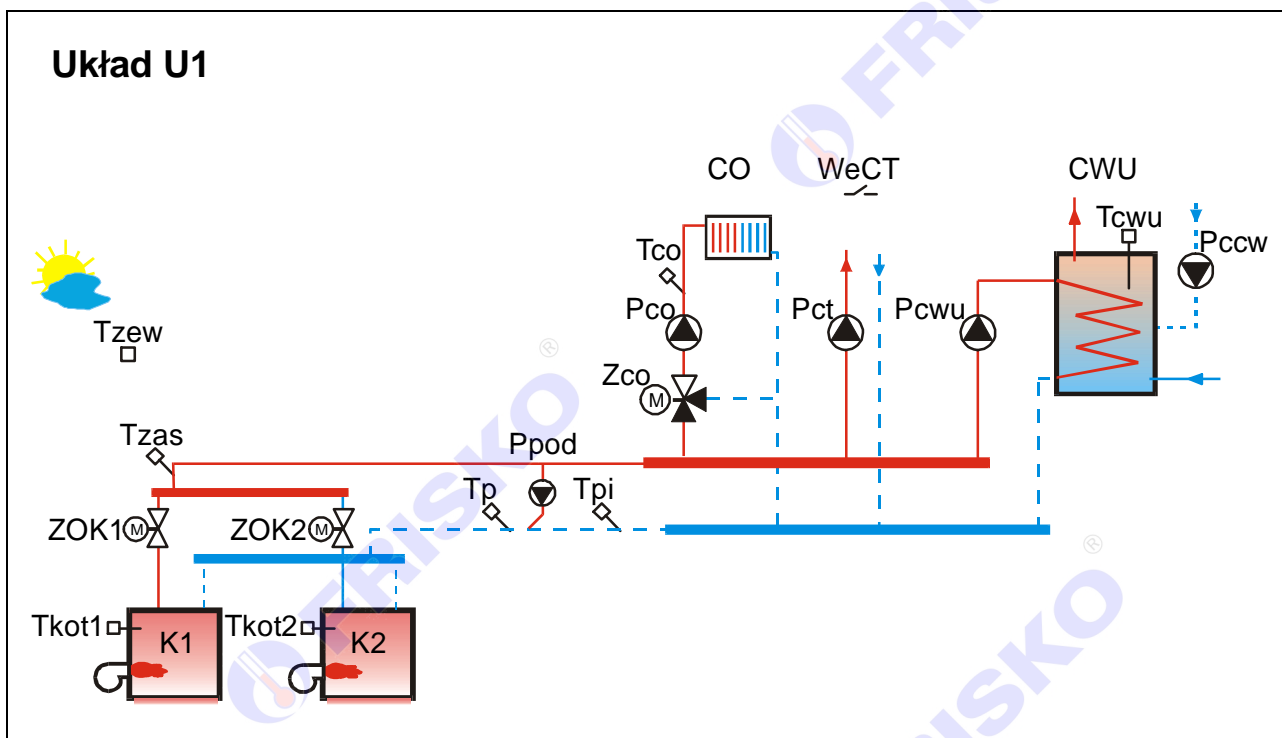 Układ U1
CO
WeCT
CWU
Tcwu
Pccw
Tco
Pco
Pct
Pcwu
Tzew
Zco
M
Tzas
Ppod
Tp
Tpi
ZOK1
M
ZOK2
M
Tkot1
K1
Tkot2
K2
FRISKO
®
FRISKO
®
FRISKO